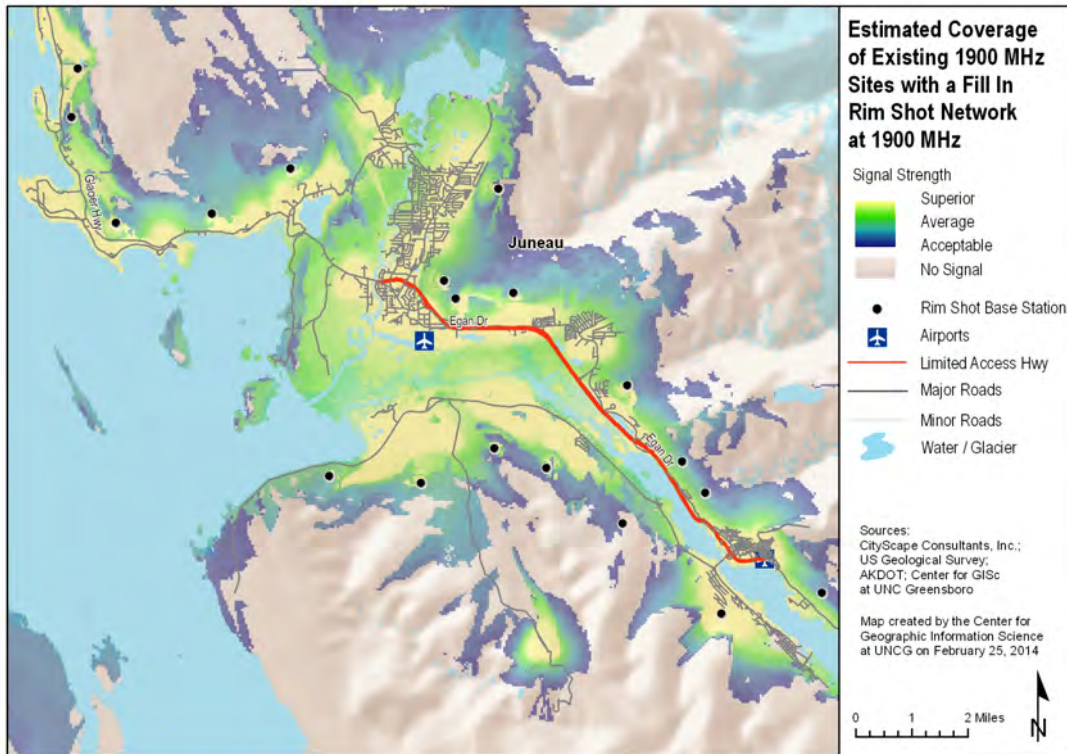 Estimated Coverage
of Existing 1900 MHz
Sites with a Fill In
Rim Shot Network
at 1900 MHz
Signal Strength
Superior
Average
Acceptable
No Signal
Rim Shot Base Station
Airports
Limited Access Hwy
Major Roads
Minor Roads
Water / Glacier
Sources:
CityScape Consultants, Inc.;
US Geological Survey;
AKDOT; Center for GISc
at UNC Greensboro
Map created by the Center for
Geographic Information Science
at UNCG on February 25, 2014
0 1 2 Miles
N
Glacier Hwy
Juneau
Egan Dr
Egan Dr